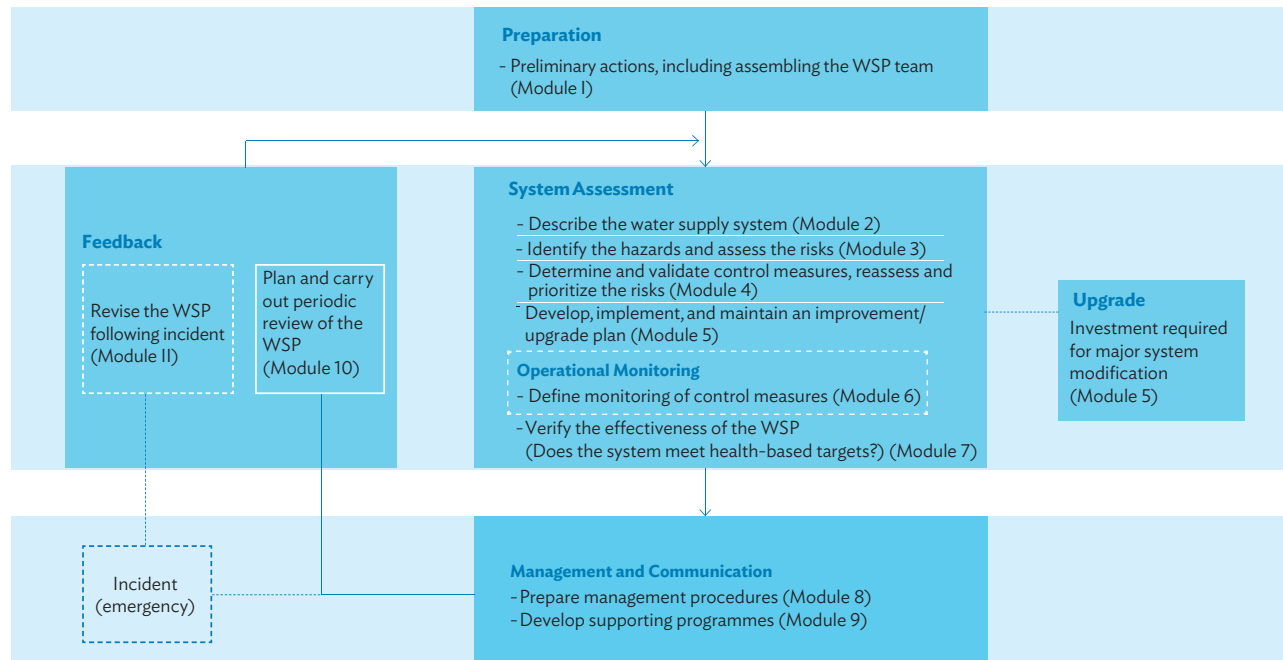 Preparation
- Preliminary actions, including assembling the WSP team
(Module I)
Feedback
Revise the WSP
following incident
(Module II)
Plan and carry
out periodic
review of the
WSP
(Module 10)
System Assessment
- Describe the water supply system (Module 2)
- Identify the hazards and assess the risks (Module 3)
- Determine and validate control measures, reassess and
prioritize the risks (Module 4)
- Develop, implement, and maintain an improvement/
upgrade plan (Module 5)
Operational Monitoring
- Define monitoring of control measures (Module 6)
- Verify the effectiveness of the WSP
(Does the system meet health-based targets?) (Module 7)
Upgrade
Investment required
for major system
modification
(Module 5)
Incident
(emergency)
Management and Communication
- Prepare management procedures (Module 8)
- Develop supporting programmes (Module 9)